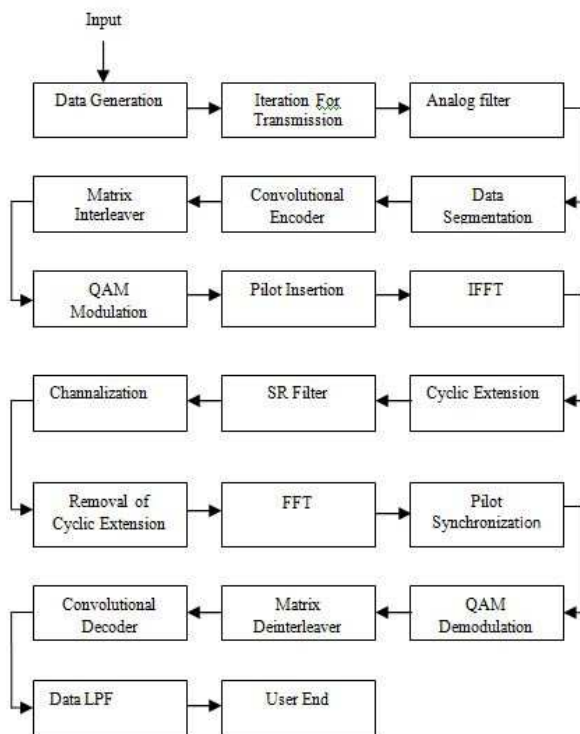 Input
Data Generation
Iteration For
Transmission
Analog filter
Matrix
Interleaver
Convolutional
Encoder
Data
Segmentation
QAM
Modulation
Pilot Insertion
IFFT
Channalization
SR Filter
Cyclic Extension
Removal of
Cyclic Extension
FFT
Pilot
Synchronization
Convolutional
Decoder
Matrix
Deinterleaver
QAM
Demodulation
Data LPF
User End